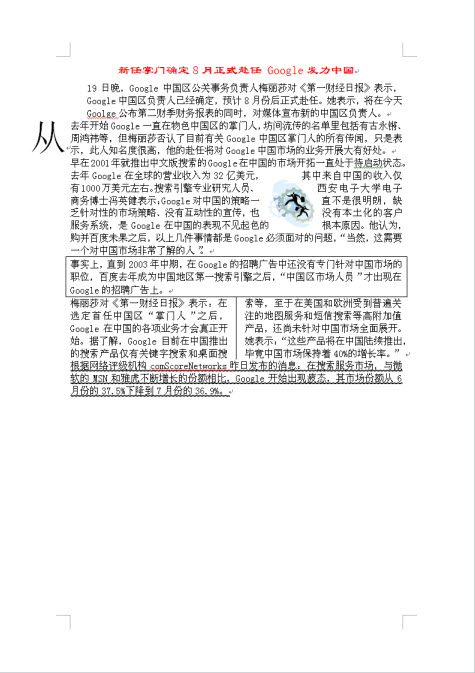 新任掌门确定 8 月正式赴任 Google 发力中国
19 日晚，Google 中国区公关事务负责人梅丽莎对《第一财经日报》表示，
Google 中国区负责人已经确定，预计 8 月份后正式赴任。她表示，将在今天
Goolge 公布第二财季财务报表的同时，对媒体宣布新的中国区负责人。
从
去年开始 Google 一直在物色中国区的掌门人，坊间流传的名单里包括有古永锵、
周鸿祎等，但梅丽莎否认了目前有关 Google 中国区掌门人的所有传闻，只是表
示，此人知名度很高，他的赴任将对 Google 中国市场的业务开展大有好处。
早在 2001 年就推出中文版搜索的 Google 在中国的市场开拓一直处于待启动状态。
去年 Google 在全球的营业收入为 32 亿美元，其中来自中国的收入仅
有 1000 万美元左右。搜索引擎专业研究人员、西安电子大学电子
商务博士冯英健表示：Google 对中国的策略一直不是很明朗，缺
乏针对性的市场策略、没有互动性的宣传，也没有本土化的客户
服务系统，是 Google 在中国的表现不见起色的根本原因。他认为，
购并百度未果之后，以上几件事情都是 Google 必须面对的问题，“当然，这需要
一个对中国市场非常了解的人”。
事实上，直到 2003 年中期，在 Google 的招聘广告中还没有专门针对中国市场的
职位，百度去年成为中国地区第一搜索引擎之后，“中国区市场人员”才出现在
Google 的招聘广告上。
梅丽莎对《第一财经日报》表示，在
选定首任中国区“掌门人”之后，
Google 在中国的各项业务才会真正开
始。据了解，Google 目前在中国推出
的搜索产品仅有关键字搜索和桌面搜
索等，至于在美国和欧洲受到普遍关
注的地图服务和短信搜索等高附加值
产品，还尚未针对中国市场全面展开。
她表示：“这些产品将在中国陆续推出，
毕竟中国市场保持着 40%的增长率。”
根据网络评级机构 comScoreNetworks 昨日发布的消息：在搜索服务市场，与微
软的 MSN 和雅虎不断增长的份额相比，Google 开始出现疲态，其市场份额从 6
月份的 37.5%下降到 7 月份的 36.9%。